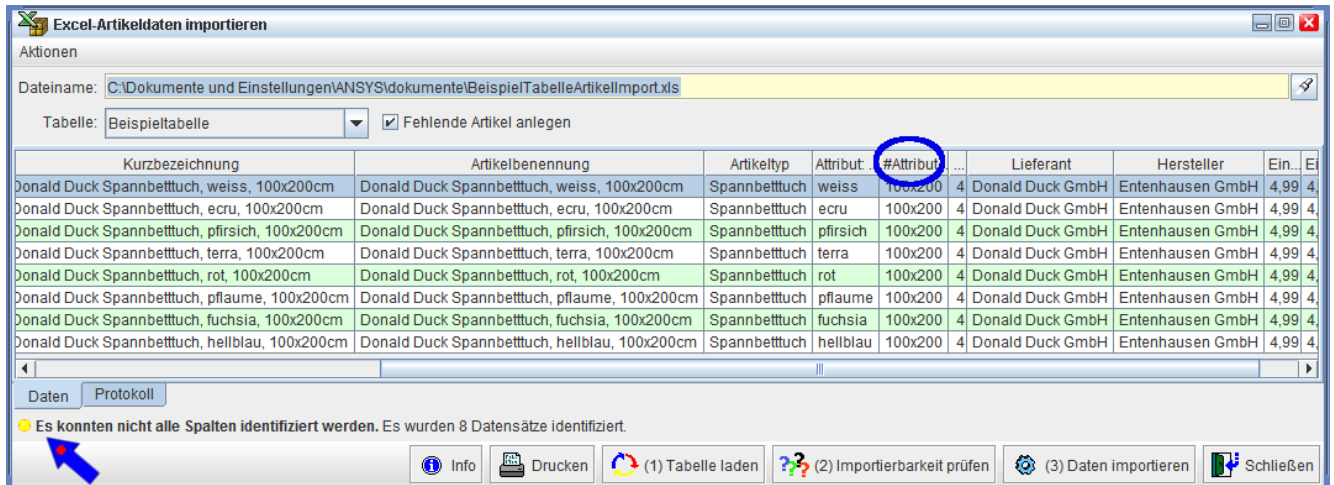 Excel-Artikeldaten importieren
Aktionen
Dateiname: C:\Dokumente und Einstellungen\ANSYS\dokumente\BeispielTabelleArtikelImport.xls
Tabelle: Beispieltabelle Fehlende Artikel anlegen
Kurzbezeichnung Artikelbenennung Artikeltyp Attribut: ... #Attribut... ... Lieferant Hersteller Ein... Ei
Donald Duck Spannbetttuch, weiss, 100x200cm Donald Duck Spannbetttuch, weiss, 100x200cm Spannbetttuch weiss 100x200 4 Donald Duck GmbH Entenhausen GmbH 4,99 4,
Donald Duck Spannbetttuch, ecru, 100x200cm Donald Duck Spannbetttuch, ecru, 100x200cm Spannbetttuch ecru 100x200 4 Donald Duck GmbH Entenhausen GmbH 4,99 4,
Donald Duck Spannbetttuch, pfirsich, 100x200cm Donald Duck Spannbetttuch, pfirsich, 100x200cm Spannbetttuch pfirsich 100x200 4 Donald Duck GmbH Entenhausen GmbH 4,99 4,
Donald Duck Spannbetttuch, terra, 100x200cm Donald Duck Spannbetttuch, terra, 100x200cm Spannbetttuch terra 100x200 4 Donald Duck GmbH Entenhausen GmbH 4,99 4,
Donald Duck Spannbetttuch, rot, 100x200cm Donald Duck Spannbetttuch, rot, 100x200cm Spannbetttuch rot 100x200 4 Donald Duck GmbH Entenhausen GmbH 4,99 4,
Donald Duck Spannbetttuch, pflaume, 100x200cm Donald Duck Spannbetttuch, pflaume, 100x200cm Spannbetttuch pflaume 100x200 4 Donald Duck GmbH Entenhausen GmbH 4,99 4,
Donald Duck Spannbetttuch, fuchsia, 100x200cm Donald Duck Spannbetttuch, fuchsia, 100x200cm Spannbetttuch fuchsia 100x200 4 Donald Duck GmbH Entenhausen GmbH 4,99 4,
Donald Duck Spannbetttuch, hellblau, 100x200cm Donald Duck Spannbetttuch, hellblau, 100x200cm Spannbetttuch hellblau 100x200 4 Donald Duck GmbH Entenhausen GmbH 4,99 4,
Daten Protokoll
Es konnten nicht alle Spalten identifiziert werden. Es wurden 8 Datensätze identifiziert.
Info Drucken (1) Tabelle laden (2) Importierbarkeit prüfen (3) Daten importieren Schließen